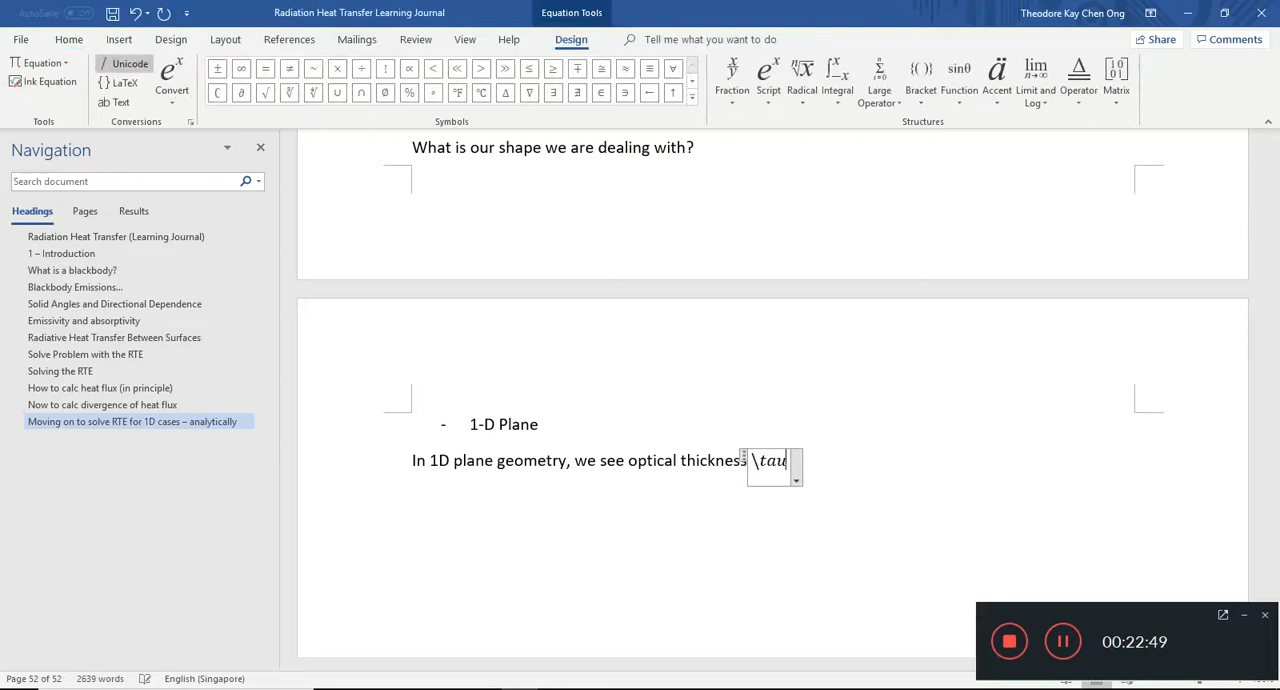 AutoSave Off
Radiation Heat Transfer Learning Journal
Equation Tools
Theodore Kay Chen Ong
File Home Insert Design Layout References Mailings Review View Help Design Tell me what you want to do Share Comments
Equation
Ink Equation
Tools
Unicode
LaTeX
Text
Convert
Conversions
± ∞ = ≠ ~ × ÷ ! ∝ < ≪ > ≫ ≤ ≥ ∓ ≅ ≈ ≡ ∀
∁ ∂ √ ∛ ∜ ∪ ∩ ∅ % ° ℉ ℃ ∆ ∇ ∃ ∄ ∈ ∋ ← ↑
Symbols
Fraction Script Radical Integral Large Operator Bracket Function Accent Limit and Log Operator Matrix
Structures
Navigation
Search document
Headings Pages Results
Radiation Heat Transfer (Learning Journal)
1 – Introduction
What is a blackbody?
Blackbody Emissions...
Solid Angles and Directional Dependence
Emissivity and absorptivity
Radiative Heat Transfer Between Surfaces
Solve Problem with the RTE
Solving the RTE
How to calc heat flux (in principle)
Now to calc divergence of heat flux
Moving on to solve RTE for 1D cases – analytically
What is our shape we are dealing with?
- 1-D Plane
In 1D plane geometry, we see optical thickness \tau
00:22:49
Page 52 of 52 2639 words English (Singapore)